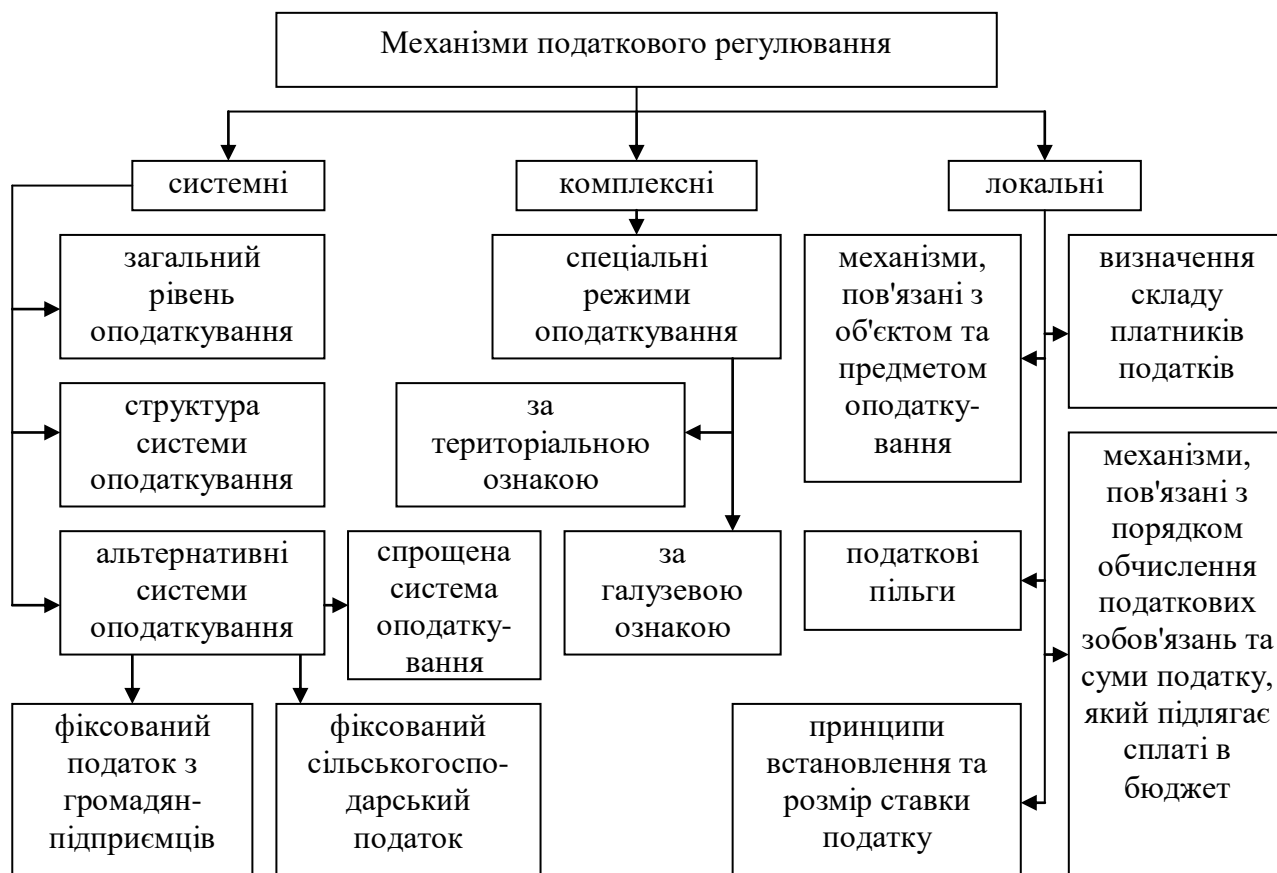 Механізми податкового регулювання
системні
комплексні
локальні
загальний
рівень
оподаткування
спеціальні
режими
оподаткування
механізми,
пов'язані з
об'єктом та
предметом
оподатку-
вання
визначення
складу
платників
податків
структура
системи
оподаткування
за
територіальною
ознакою
механізми,
пов'язані з
порядком
обчислення
податкових
зобов'язань та
суми податку,
який підлягає
сплаті в
бюджет
альтернативні
системи
оподаткування
спрощена
система
оподатку-
вання
за
галузевою
ознакою
податкові
пільги
фіксований
податок з
громадян-
підприємців
фіксований
сільськогоспо-
дарський
податок
принципи
встановлення та
розмір ставки
податку